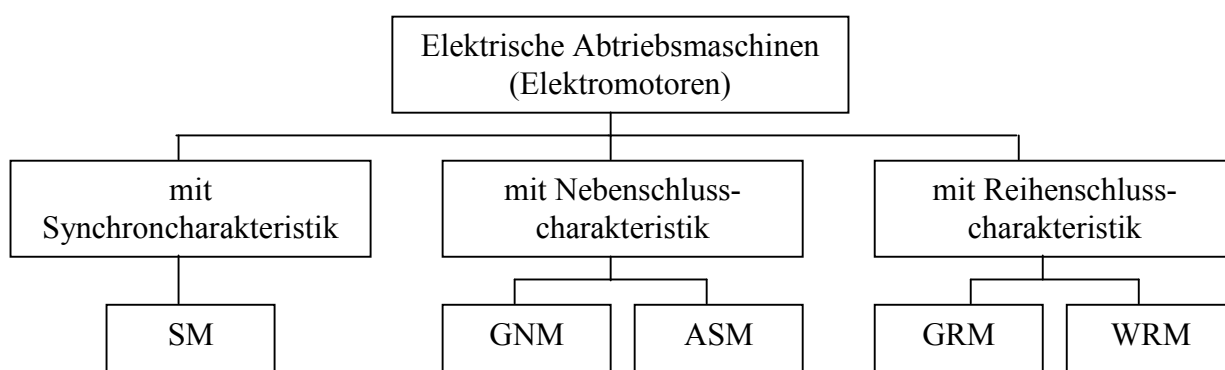 Elektrische Abtriebsmaschinen
(Elektromotoren)
mit
Synchroncharakteristik
mit Nebenschluss-
charakteristik
mit Reihenschluss-
charakteristik
SM
GNM
ASM
GRM
WRM